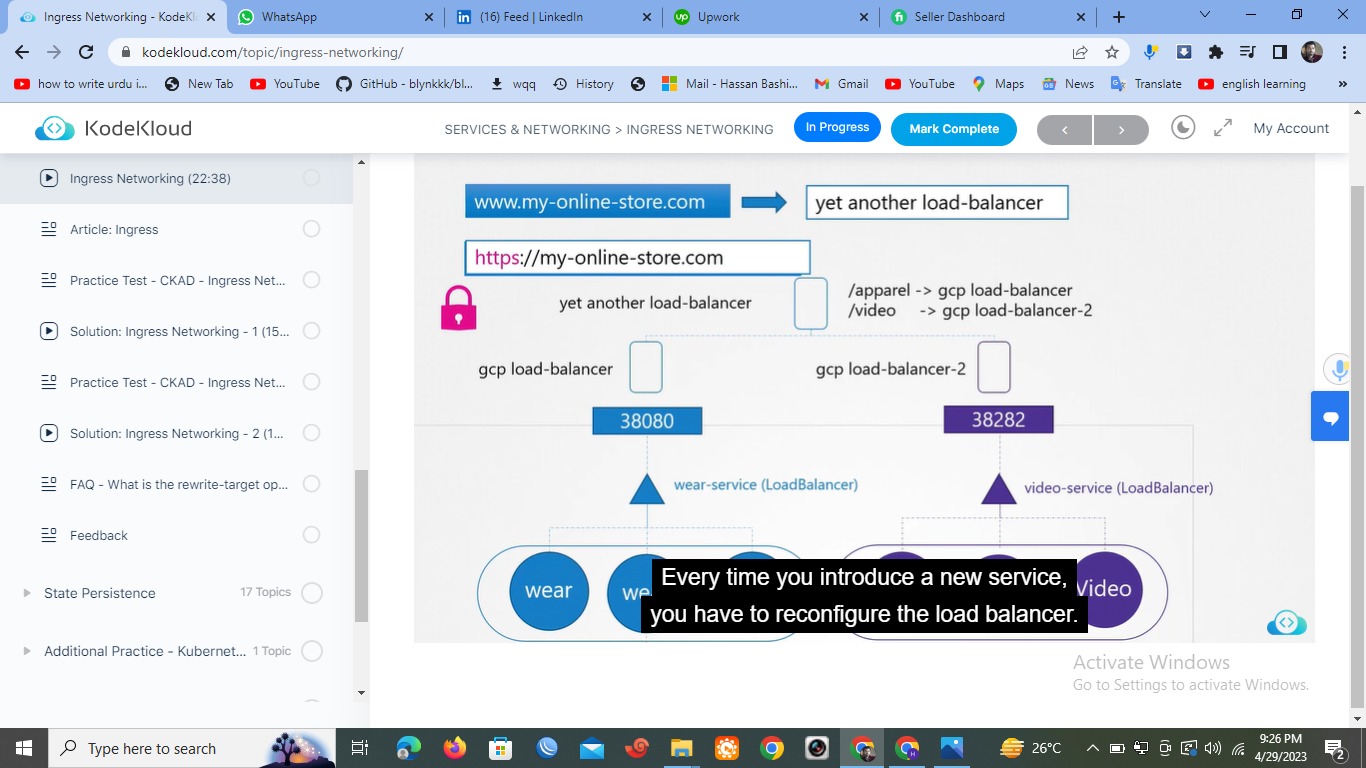 Ingress Networking - KodeKl
WhatsApp
(16) Feed | LinkedIn
Upwork
Seller Dashboard
kodekloud.com/topic/ingress-networking/
how to write urdu i...
New Tab
YouTube
GitHub - blynkkk/bl...
wqq
History
Mail - Hassan Bashi...
Gmail
YouTube
Maps
News
Translate
english learning
»
KodeKloud
SERVICES & NETWORKING > INGRESS NETWORKING
In Progress
Mark Complete
My Account
Ingress Networking (22:38)
Article: Ingress
Practice Test - CKAD - Ingress Net...
Solution: Ingress Networking - 1 (15...
Practice Test - CKAD - Ingress Net...
Solution: Ingress Networking - 2 (1...
FAQ - What is the rewrite-target op...
Feedback
State Persistence
17 Topics
Additional Practice - Kubernet...
1 Topic
www.my-online-store.com
yet another load-balancer
https://my-online-store.com
yet another load-balancer
/apparel -> gcp load-balancer
/video -> gcp load-balancer-2
gcp load-balancer
gcp load-balancer-2
38080
38282
wear-service (LoadBalancer)
video-service (LoadBalancer)
wear
we
Video
Every time you introduce a new service,
you have to reconfigure the load balancer.
Activate Windows
Go to Settings to activate Windows.
Type here to search
26°C
9:26 PM
4/29/2023
2